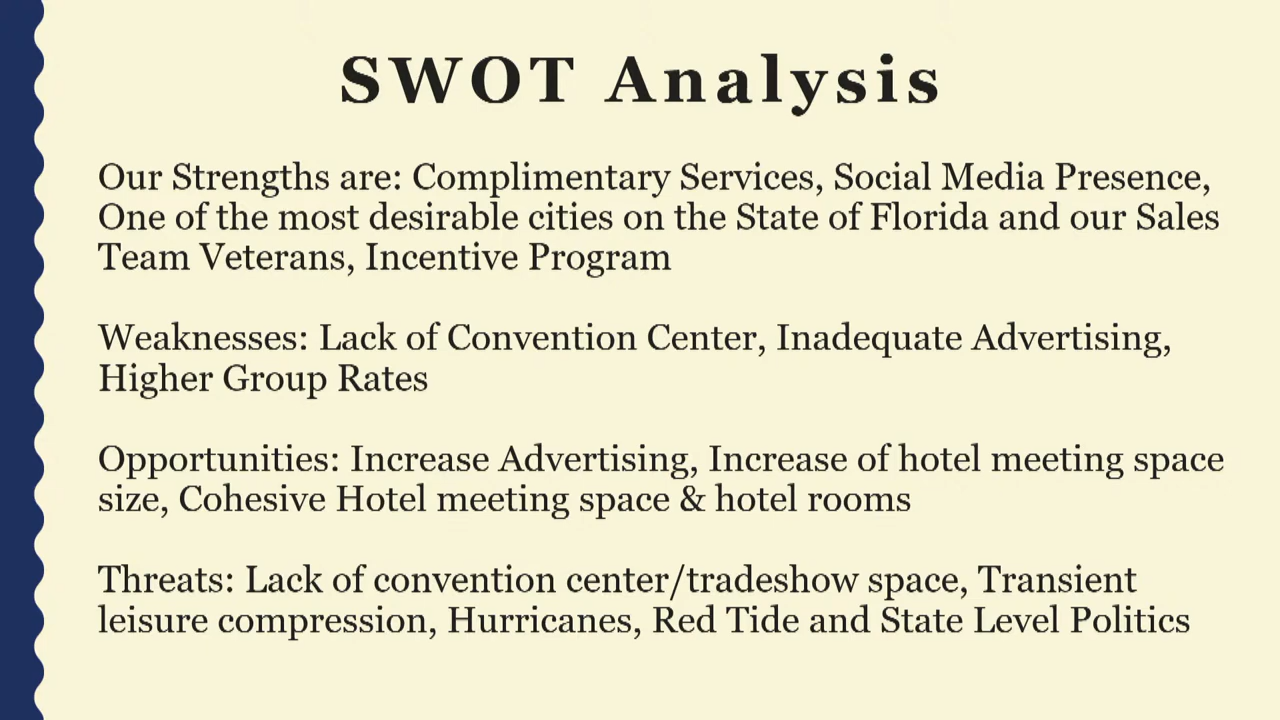 SWOT Analysis
Our Strengths are: Complimentary Services, Social Media Presence,
One of the most desirable cities on the State of Florida and our Sales
Team Veterans, Incentive Program
Weaknesses: Lack of Convention Center, Inadequate Advertising,
Higher Group Rates
Opportunities: Increase Advertising, Increase of hotel meeting space
size, Cohesive Hotel meeting space & hotel rooms
Threats: Lack of convention center/tradeshow space, Transient
leisure compression, Hurricanes, Red Tide and State Level Politics